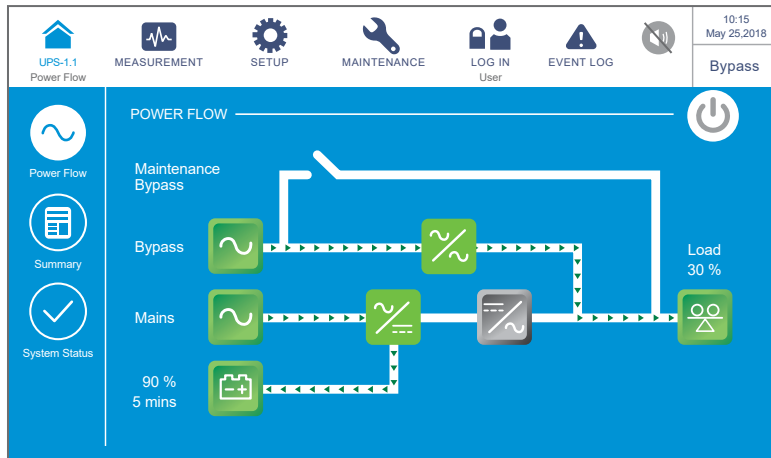 UPS-1.1
Power Flow
MEASUREMENT
SETUP
MAINTENANCE
LOG IN
User
EVENT LOG
10:15
May 25,2018
Bypass
Power Flow
Summary
System Status
POWER FLOW
Maintenance
Bypass
Bypass
Mains
90 %
5 mins
Load
30 %